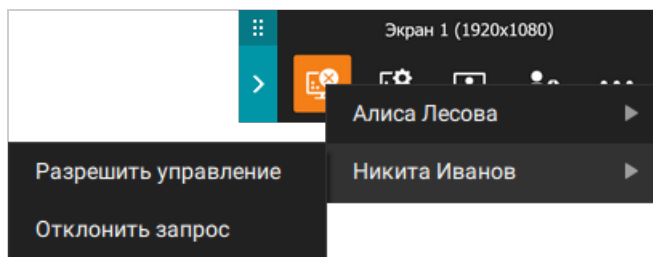 Экран 1 (1920x1080)
Алиса Лесова
Разрешить управление
Никита Иванов
Отклонить запрос